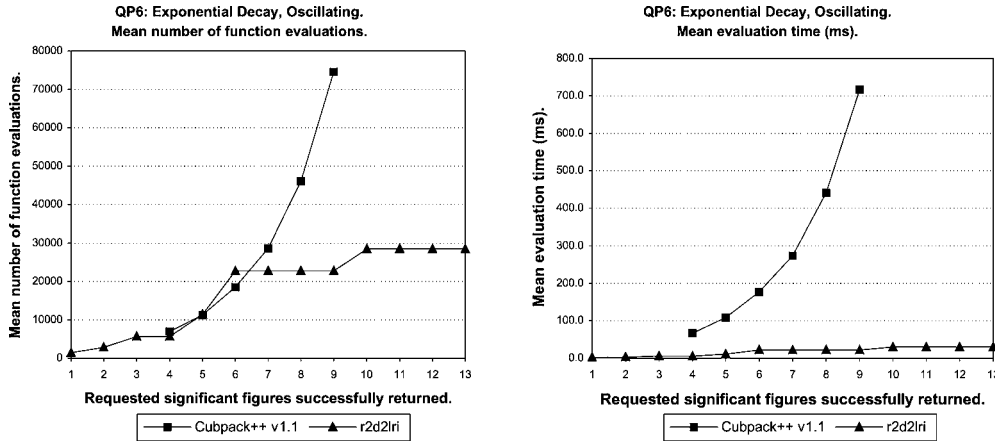 QP6: Exponential Decay, Oscillating.
Mean number of function evaluations.
80000
70000
60000
50000
40000
30000
20000
10000
0
Mean number of function evaluations.
1 2 3 4 5 6 7 8 9 10 11 12 13
Requested significant figures successfully returned.
Cubpack++ v1.1 r2d2lri
QP6: Exponential Decay, Oscillating.
Mean evaluation time (ms).
800.0
700.0
600.0
500.0
400.0
300.0
200.0
100.0
0.0
Mean evaluation time (ms).
1 2 3 4 5 6 7 8 9 10 11 12 13
Requested significant figures successfully returned.
Cubpack++ v1.1 r2d2lri